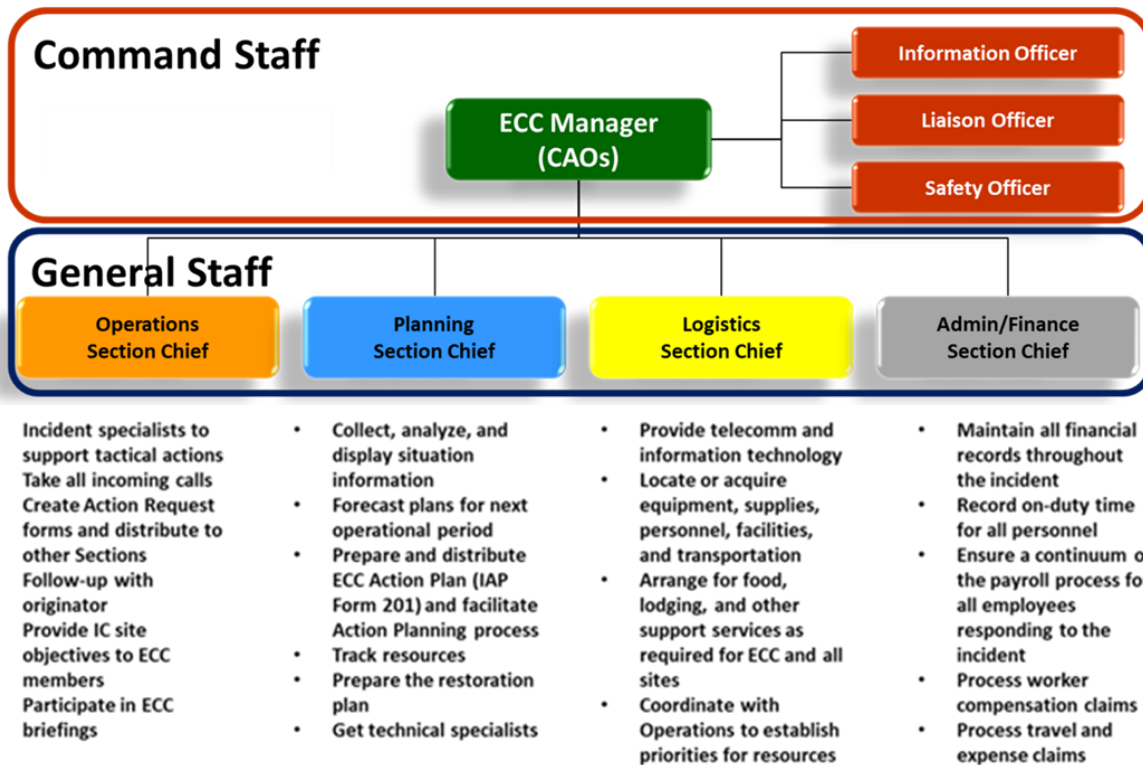 Command Staff
Information Officer
ECC Manager
(CAOs)
Liaison Officer
Safety Officer
General Staff
Operations
Section Chief
Planning
Section Chief
Logistics
Section Chief
Admin/Finance
Section Chief
Incident specialists to
support tactical actions
Take all incoming calls
Create Action Request
forms and distribute to
other Sections
Follow-up with
originator
Provide IC site
objectives to ECC
members
Participate in ECC
briefings
• Collect, analyze, and
display situation
information
• Forecast plans for next
operational period
• Prepare and distribute
ECC Action Plan (IAP
Form 201) and facilitate
Action Planning process
• Track resources
• Prepare the restoration
plan
• Get technical specialists
• Provide telecomm and
information technology
• Locate or acquire
equipment, supplies,
personnel, facilities,
and transportation
• Arrange for food,
lodging, and other
support services as
required for ECC and all
sites
• Coordinate with
Operations to establish
priorities for resources
• Maintain all financial
records throughout
the incident
• Record on-duty time
for all personnel
• Ensure a continuum
the payroll process
all employees
responding to the
incident
• Process worker
compensation claims
• Process travel and
expense claims